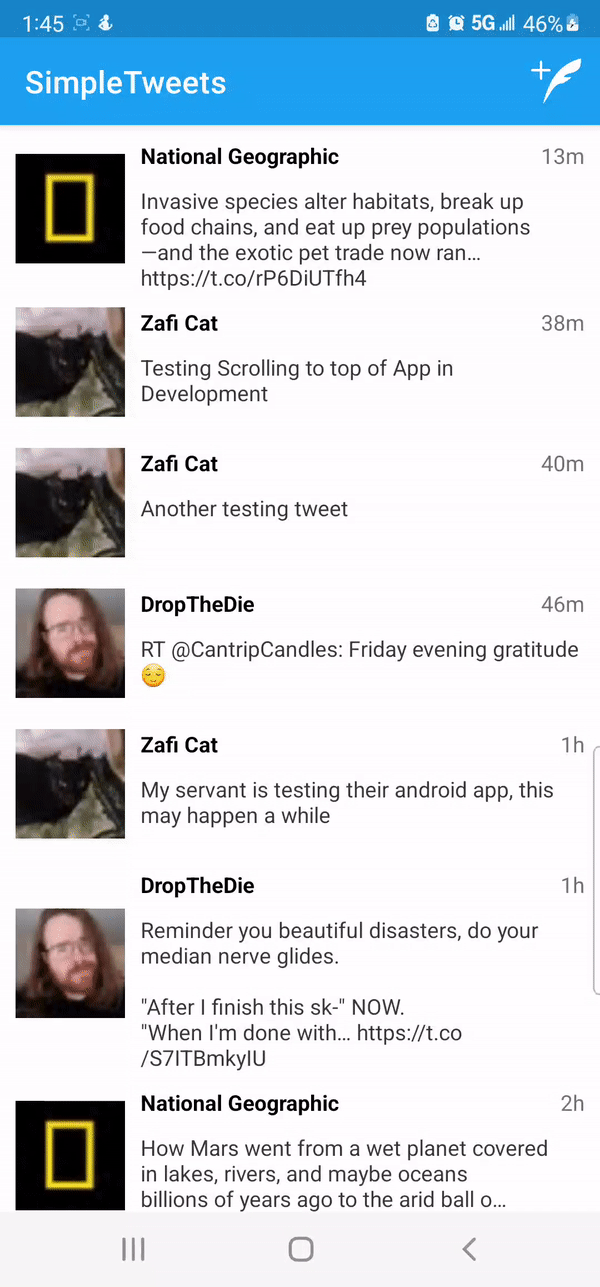 1:45 5G 46%
SimpleTweets
National Geographic 13m
Invasive species alter habitats, break up
food chains, and eat up prey populations
—and the exotic pet trade now ran…
https://t.co/rP6DiUTfh4
Zafi Cat 38m
Testing Scrolling to top of App in
Development
Zafi Cat 40m
Another testing tweet
DropTheDie 46m
RT @CantripCandles: Friday evening gratitude
😌
Zafi Cat 1h
My servant is testing their android app, this
may happen a while
DropTheDie 1h
Reminder you beautiful disasters, do your
median nerve glides.
"After I finish this sk-" NOW.
"When I'm done with… https://t.co
/S7ITBmkyIU
National Geographic 2h
How Mars went from a wet planet covered
in lakes, rivers, and maybe oceans
billions of years ago to the arid ball o…